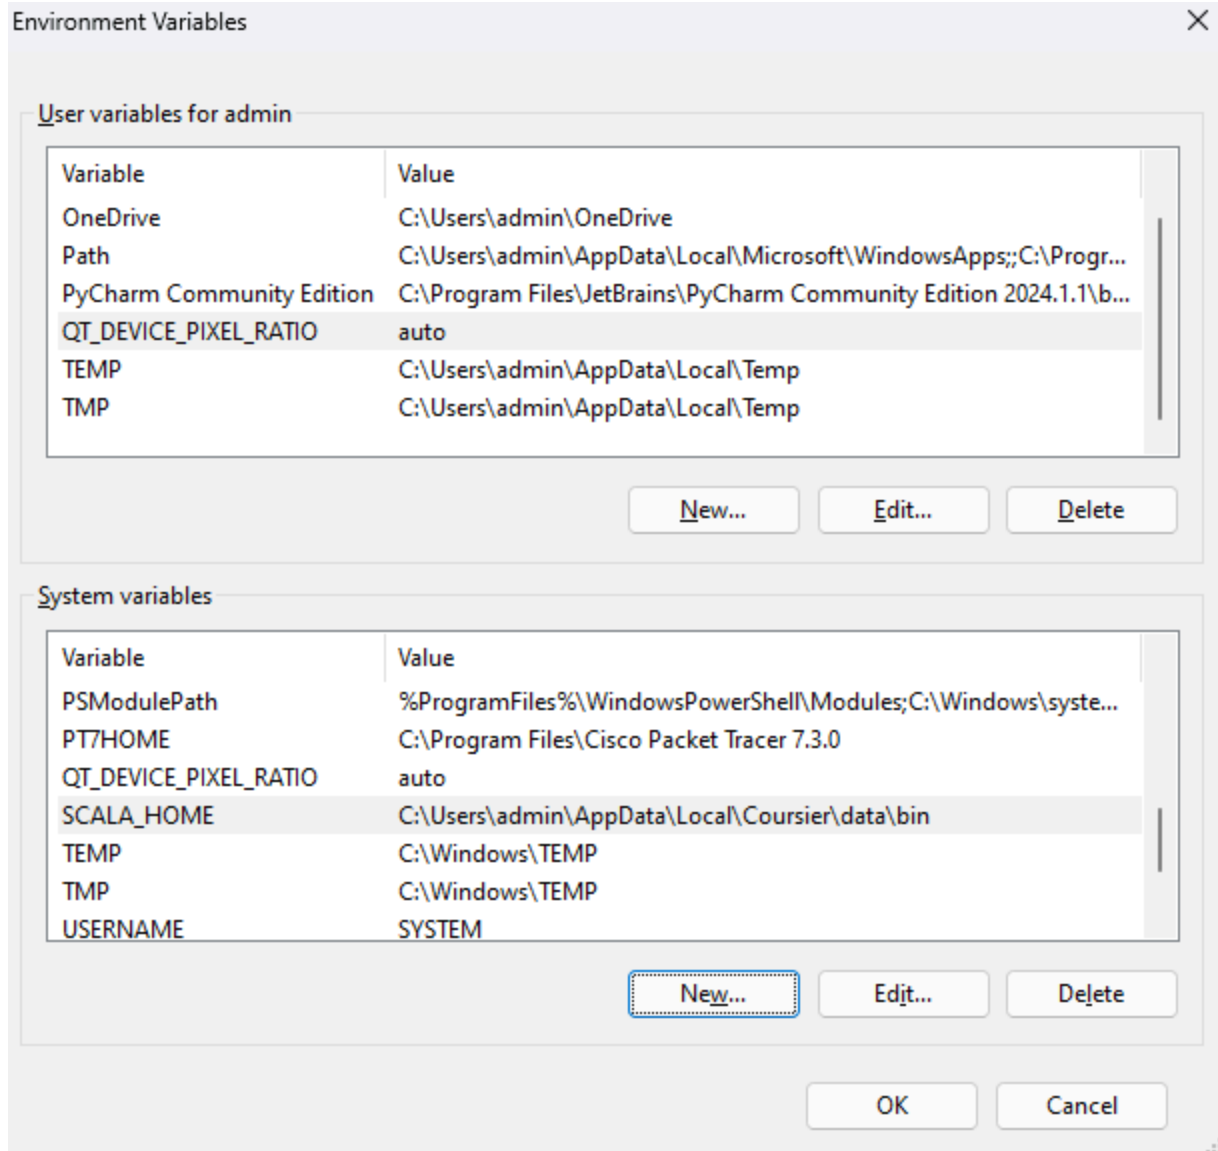 Environment Variables
User variables for admin
Variable Value
OneDrive C:\Users\admin\OneDrive
Path C:\Users\admin\AppData\Local\Microsoft\WindowsApps;;C:\Progr...
PyCharm Community Edition C:\Program Files\JetBrains\PyCharm Community Edition 2024.1.1\b...
QT_DEVICE_PIXEL_RATIO auto
TEMP C:\Users\admin\AppData\Local\Temp
TMP C:\Users\admin\AppData\Local\Temp
New... Edit... Delete
System variables
Variable Value
PSModulePath %ProgramFiles%\WindowsPowerShell\Modules;C:\Windows\syste...
PT7HOME C:\Program Files\Cisco Packet Tracer 7.3.0
QT_DEVICE_PIXEL_RATIO auto
SCALA_HOME C:\Users\admin\AppData\Local\Coursier\data\bin
TEMP C:\Windows\TEMP
TMP C:\Windows\TEMP
USERNAME SYSTEM
New... Edit... Delete
OK Cancel